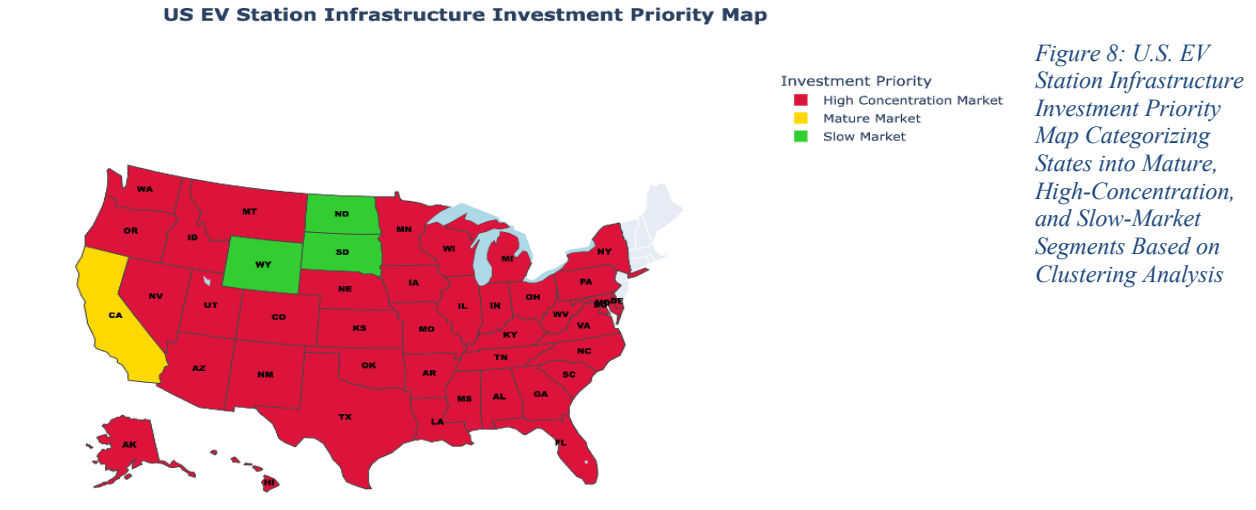 US EV Station Infrastructure Investment Priority Map
Investment Priority
High Concentration Market
Mature Market
Slow Market
Figure 8: U.S. EV
Station Infrastructure
Investment Priority
Map Categorizing
States into Mature,
High-Concentration,
and Slow-Market
Segments Based on
Clustering Analysis
WA
MT
ND
OR
ID
MN
SD
WI
MI
NY
WY
NV
UT
NE
IA
PA
CA
CO
IL
IN
OH
DE
KS
MO
WV
VA
KY
AZ
NM
OK
AR
TN
NC
SC
MS
AL
GA
TX
LA
FL
AK
HI